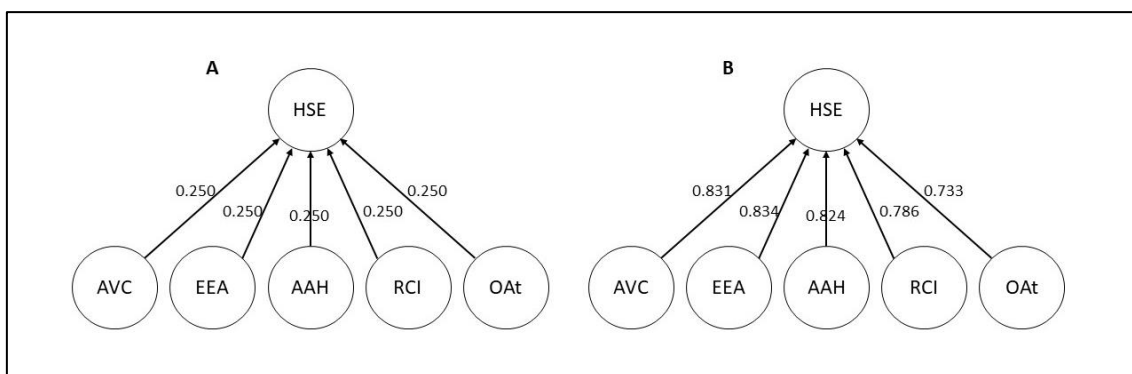 A
B
HSE
HSE
0.250
0.250
0.250
0.250
0.250
0.831
0.834
0.824
0.786
0.733
AVC
EEA
AAH
RCI
OAt
AVC
EEA
AAH
RCI
OAt